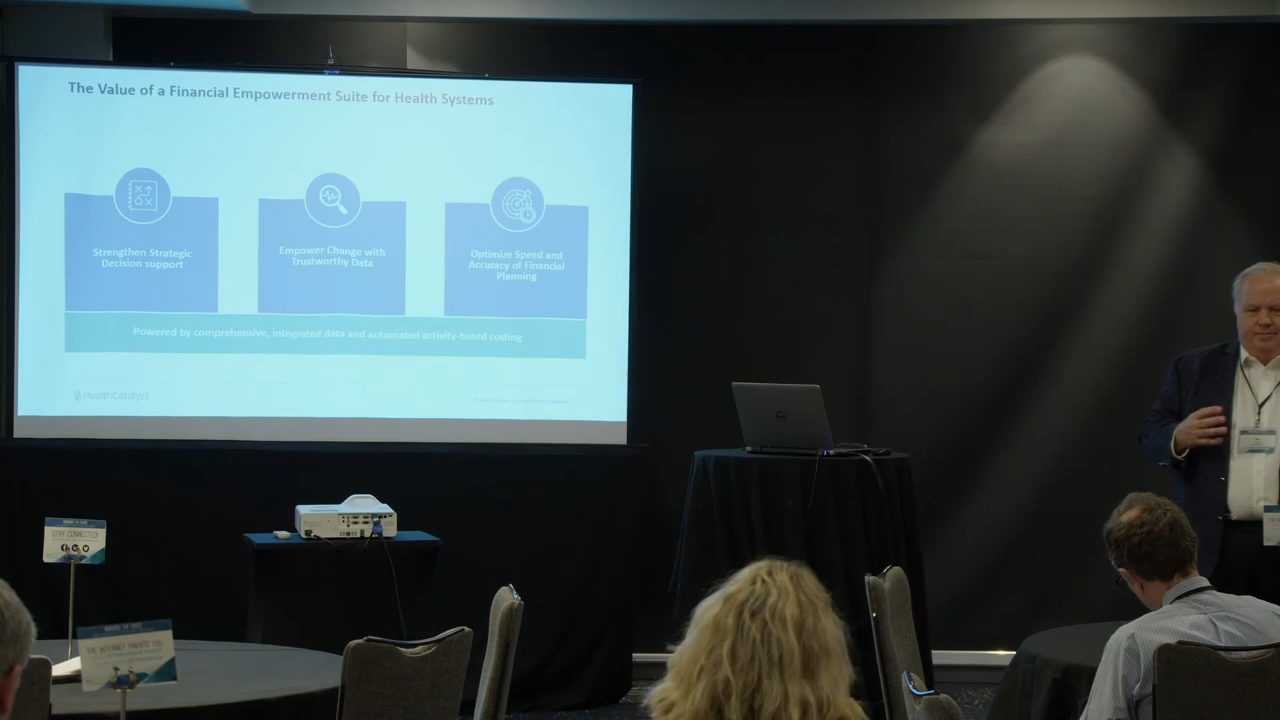 The Value of a Financial Empowerment Suite for Health Systems
Strengthen Strategic
Decision support
Empower Change with
Trustworthy Data
Optimize Speed and
Accuracy of Financial
Planning
Powered by comprehensive, integrated data and automated activity-based costing
HealthCatalyst
STAY CONNECTED!
THE INTERNET AWAITS YOU
DELL